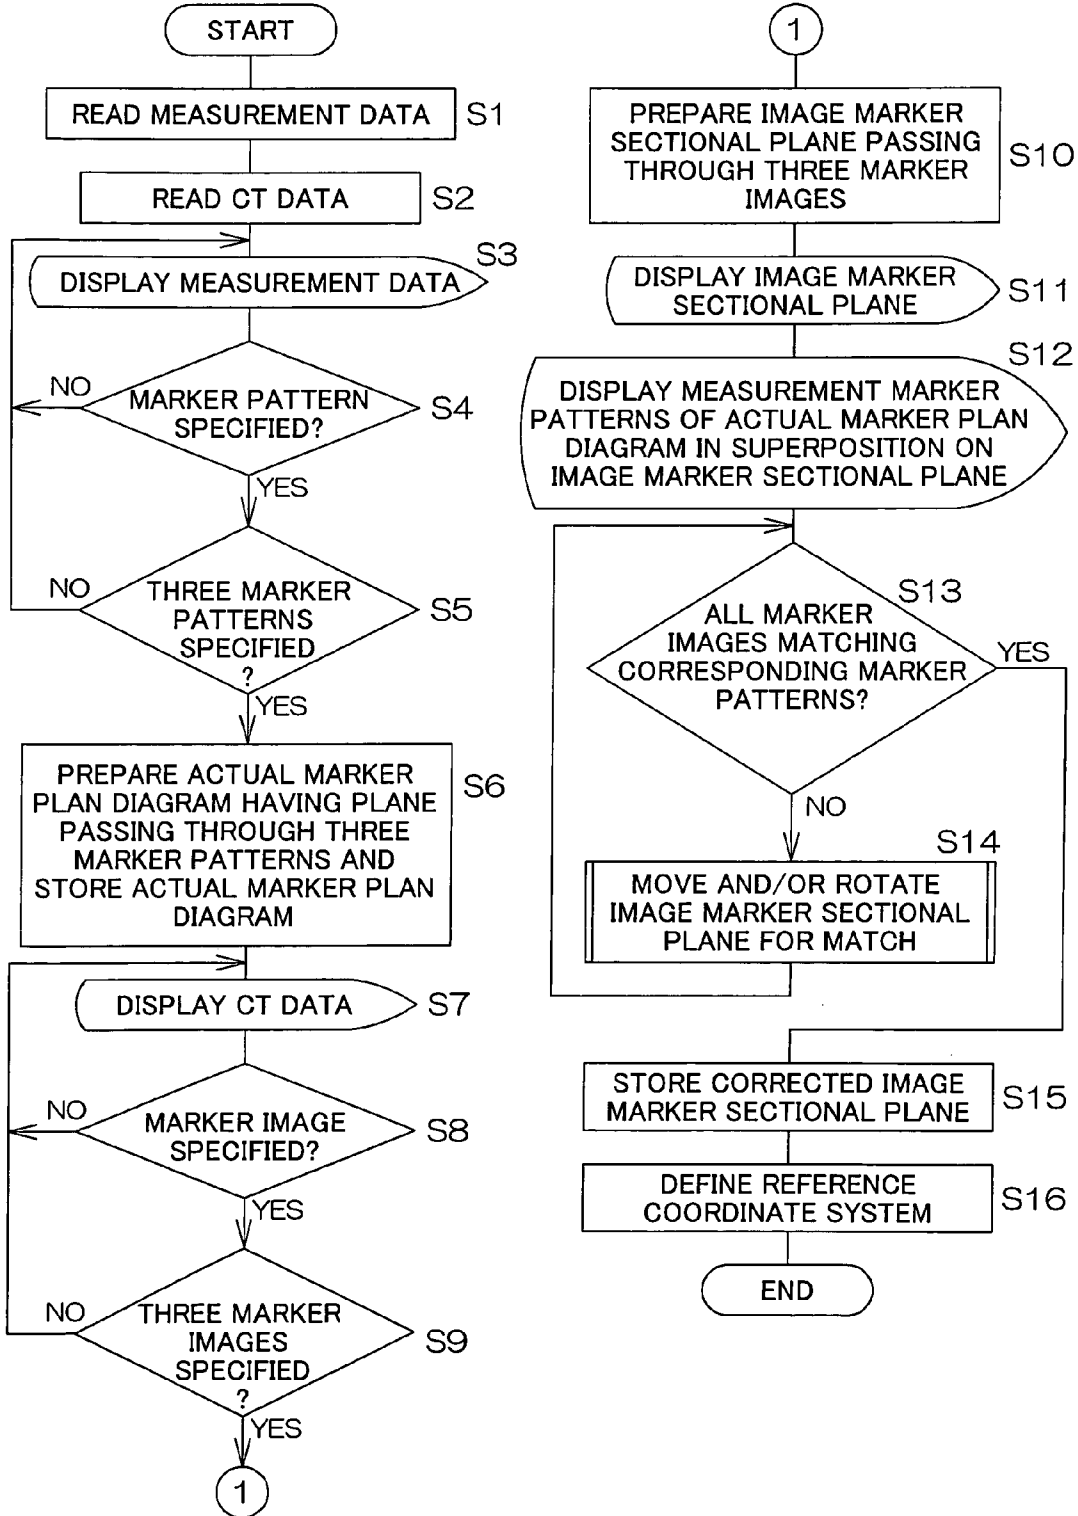 START
READ MEASUREMENT DATA
S1
READ CT DATA
S2
S3
DISPLAY MEASUREMENT DATA
NO
MARKER PATTERN
SPECIFIED?
S4
YES
NO
THREE MARKER
PATTERNS
SPECIFIED
?
S5
YES
PREPARE ACTUAL MARKER
PLAN DIAGRAM HAVING PLANE
PASSING THROUGH THREE
MARKER PATTERNS AND
STORE ACTUAL MARKER PLAN
DIAGRAM
S6
DISPLAY CT DATA
S7
NO
MARKER IMAGE
SPECIFIED?
S8
YES
NO
THREE MARKER
IMAGES
SPECIFIED
?
S9
YES
1
1
PREPARE IMAGE MARKER
SECTIONAL PLANE PASSING
THROUGH THREE MARKER
IMAGES
S10
DISPLAY IMAGE MARKER
SECTIONAL PLANE
S11
S12
DISPLAY MEASUREMENT MARKER
PATTERNS OF ACTUAL MARKER PLAN
DIAGRAM IN SUPERPOSITION ON
IMAGE MARKER SECTIONAL PLANE
S13
ALL MARKER
IMAGES MATCHING
CORRESPONDING MARKER
PATTERNS?
YES
NO
S14
MOVE AND/OR ROTATE
IMAGE MARKER SECTIONAL
PLANE FOR MATCH
STORE CORRECTED IMAGE
MARKER SECTIONAL PLANE
S15
DEFINE REFERENCE
COORDINATE SYSTEM
S16
END